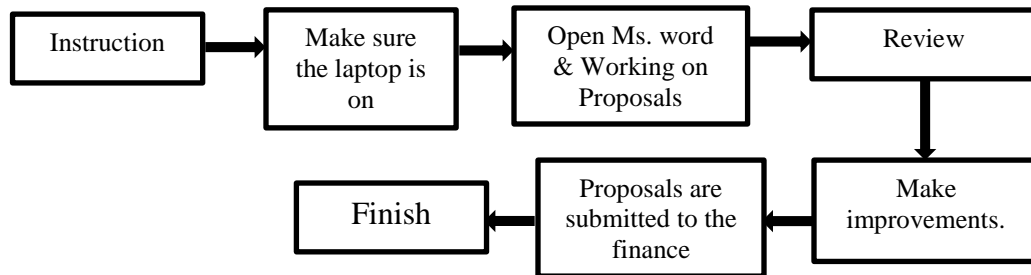 Instruction
Make sure
the laptop is
on
Open Ms. word
& Working on
Proposals
Review
Make
improvements.
Proposals are
submitted to the
finance
Finish